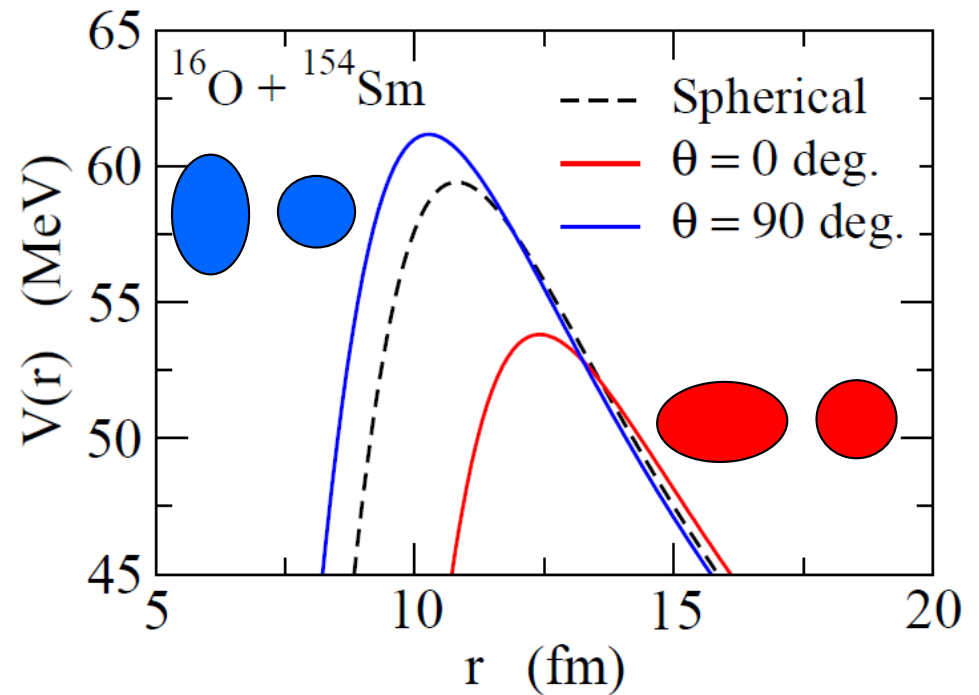 65
60
55
50
45
V(r) (MeV)
¹⁶O + ¹⁵⁴Sm
Spherical
θ = 0 deg.
θ = 90 deg.
5
10
15
20
r (fm)